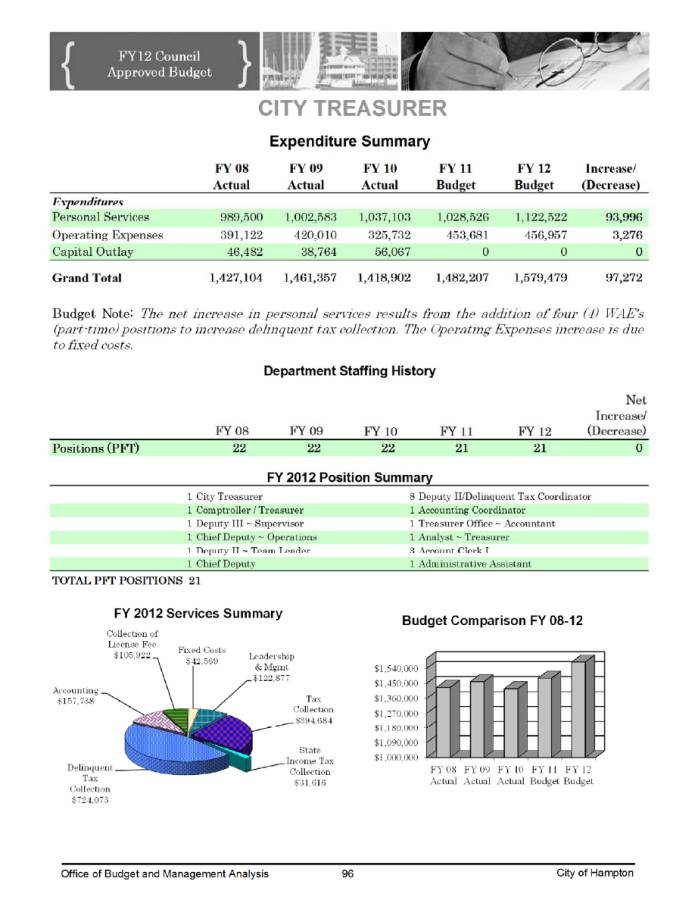 FY12 Council
Approved Budget
CITY TREASURER
Expenditure Summary
FY 08 FY 09 FY 10 FY 11 FY 12 Increase/
Actual Actual Actual Budget Budget (Decrease)
Expenditures
Personal Services 989,500 1,002,583 1,037,103 1,028,526 1,122,522 93,996
Operating Expenses 391,122 420,010 325,732 453,681 456,957 3,276
Capital Outlay 46,482 38,764 56,067 0 0 0
Grand Total 1,427,104 1,461,357 1,418,902 1,482,207 1,579,479 97,272
Budget Note: The net increase in personal services results from the addition of four (4) WAE's
(part-time) positions to increase delinquent tax collection. The Operating Expenses increase is due
to fixed costs.
Department Staffing History
Net
Increase/
FY 08 FY 09 FY 10 FY 11 FY 12 (Decrease)
Positions (PFT) 22 22 22 21 21 0
FY 2012 Position Summary
1 City Treasurer 8 Deputy II/Delinquent Tax Coordinator
1 Comptroller / Treasurer 1 Accounting Coordinator
1 Deputy III ~ Supervisor 1 Treasurer Office ~ Accountant
1 Chief Deputy ~ Operations 1 Analyst ~ Treasurer
1 Deputy II ~ Team Leader 3 Account Clerk I
1 Chief Deputy 1 Administrative Assistant
TOTAL PFT POSITIONS 21
FY 2012 Services Summary
Collection of
License Fee
$105,922
Fixed Costs
$42,569
Leadership
& Mgmt
$122,877
Accounting
$157,738
Tax
Collection
$394,684
State
Income Tax
Collection
$31,616
Delinquent
Tax
Collection
$724,073
Budget Comparison FY 08-12
$1,540,000
$1,450,000
$1,360,000
$1,270,000
$1,180,000
$1,090,000
$1,000,000
FY 08 FY 09 FY 10 FY 11 FY 12
Actual Actual Actual Budget Budget
Office of Budget and Management Analysis 96 City of Hampton